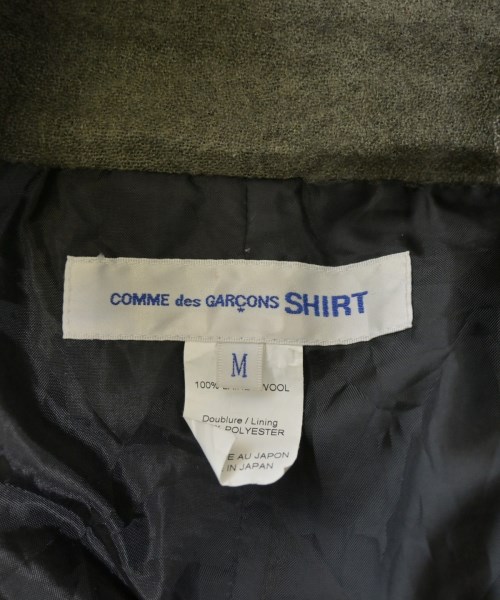 COMME des GARÇONS SHIRT
M
100% WOOL
Doublure / Lining
POLYESTER
AU JAPON
IN JAPAN